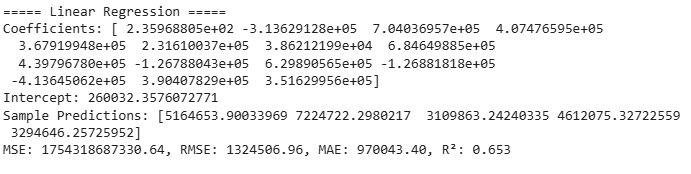 ===== Linear Regression =====
Coefficients: [ 2.35968805e+02 -3.13629128e+05  7.04036957e+05  4.07476595e+05
  3.67919948e+05  2.31610037e+05  3.86212199e+04  6.84649885e+05
  4.39796780e+05 -1.26788043e+05  6.29890565e+05 -1.26881818e+05
 -4.13645062e+05  3.90407829e+05  3.51629956e+05]
Intercept: 260032.3576072771
Sample Predictions: [5164653.90033969 7224722.2980217  3109863.24240335 4612075.32722559
 3294646.25725952]
MSE: 1754318687330.64, RMSE: 1324506.96, MAE: 970043.40, R²: 0.653